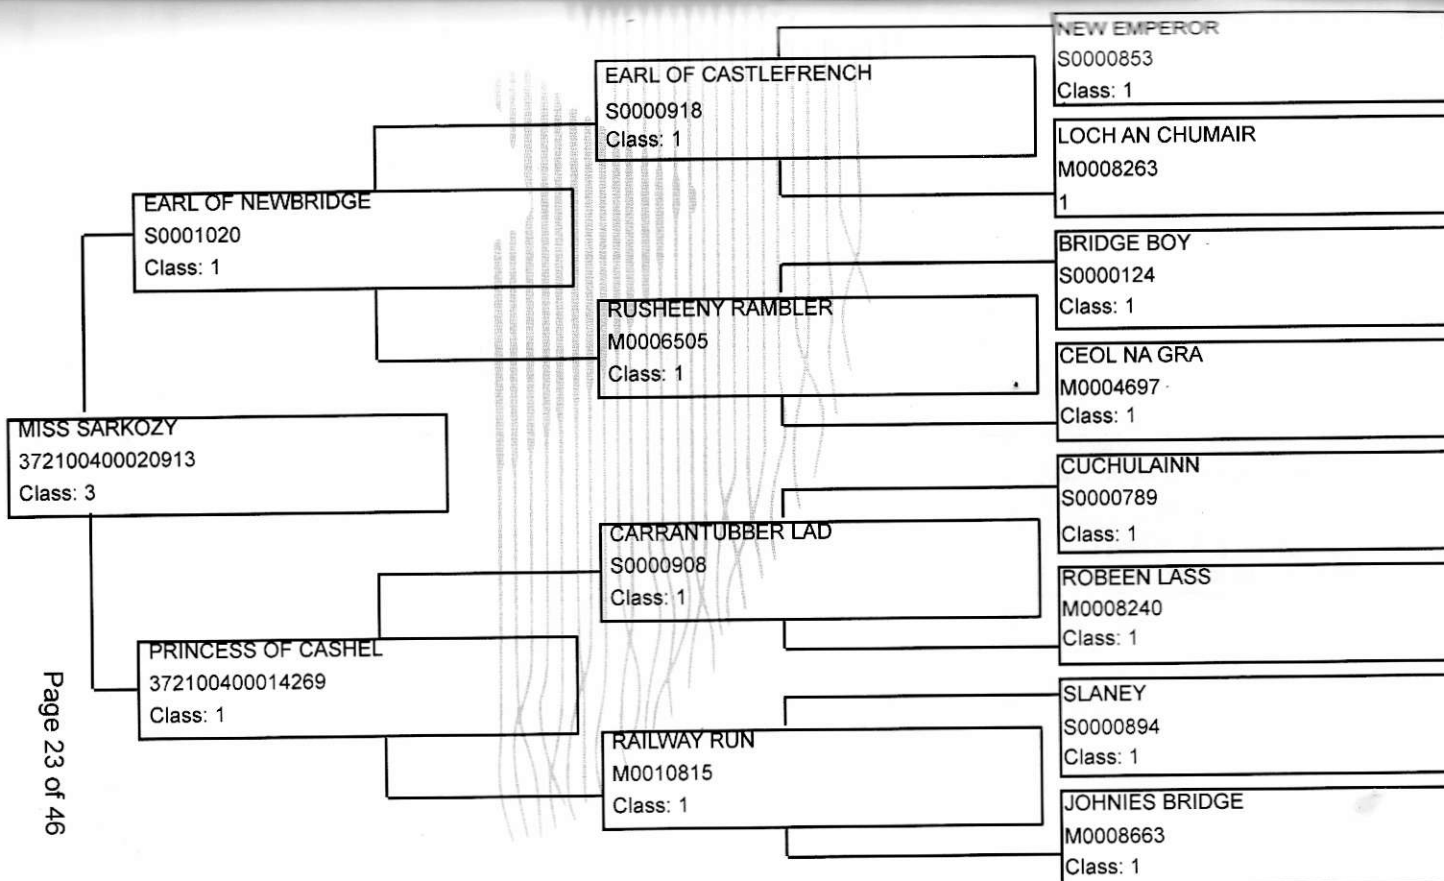 NEW EMPEROR
S0000853
Class: 1
EARL OF CASTLEFRENCH
S0000918
Class: 1
LOCH AN CHUMAIR
M0008263
1
EARL OF NEWBRIDGE
S0001020
Class: 1
BRIDGE BOY
S0000124
Class: 1
RUSHEENY RAMBLER
M0006505
Class: 1
CEOL NA GRA
M0004697
Class: 1
MISS SARKOZY
372100400020913
Class: 3
CUCHULAINN
S0000789
Class: 1
CARRANTUBBER LAD
S0000908
Class: 1
ROBEEN LASS
M0008240
Class: 1
PRINCESS OF CASHEL
372100400014269
Class: 1
SLANEY
S0000894
Class: 1
RAILWAY RUN
M0010815
Class: 1
JOHNIES BRIDGE
M0008663
Class: 1
Page 23 of 46